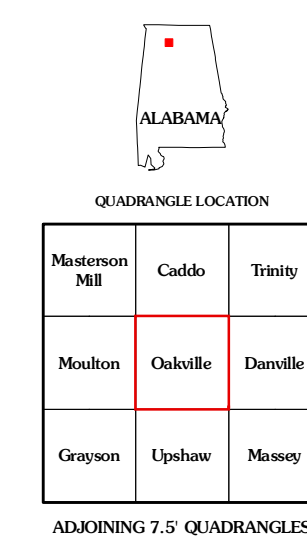 ALABAMA
QUADRANGLE LOCATION
Masterson
Mill
Caddo
Trinity
Moulton
Oakville
Danville
Grayson
Upshaw
Massey
ADJOINING 7.5' QUADRANGLES